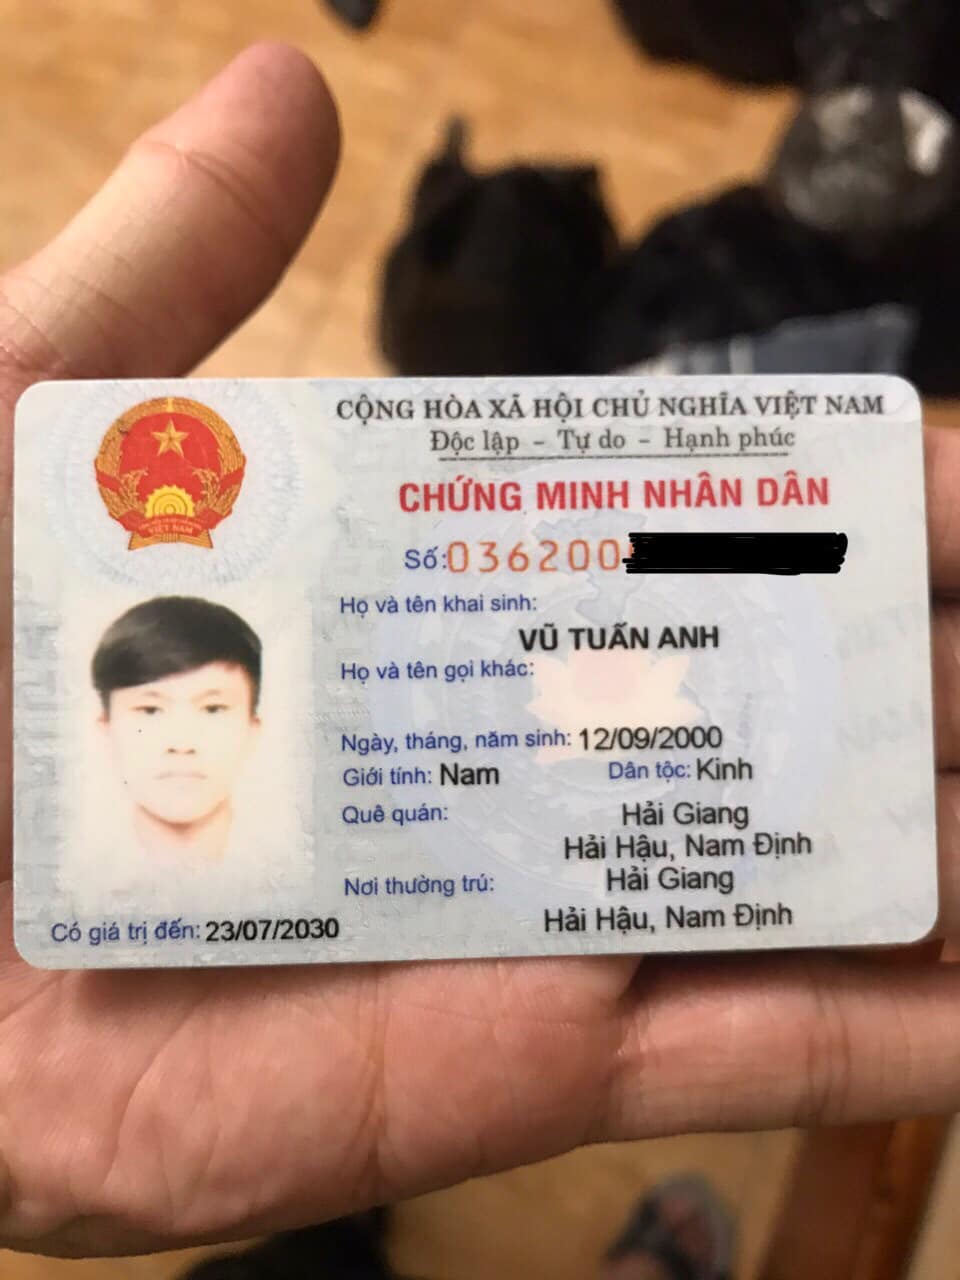 CỘNG HÒA XÃ HỘI CHỦ NGHĨA VIỆT NAM
Độc lập - Tự do - Hạnh phúc
CHỨNG MINH NHÂN DÂN
Số: 036200
Họ và tên khai sinh:
VŨ TUẤN ANH
Họ và tên gọi khác:
Ngày, tháng, năm sinh: 12/09/2000
Giới tính: Nam Dân tộc: Kinh
Quê quán: Hải Giang
Hải Hậu, Nam Định
Nơi thường trú: Hải Giang
Hải Hậu, Nam Định
Có giá trị đến: 23/07/2030
VIỆT NAM